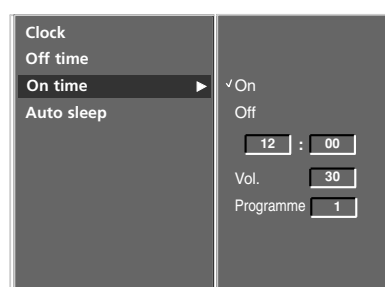 Clock
Off time
On time
Auto sleep
On
Off
12 : 00
Vol. 30
Programme 1